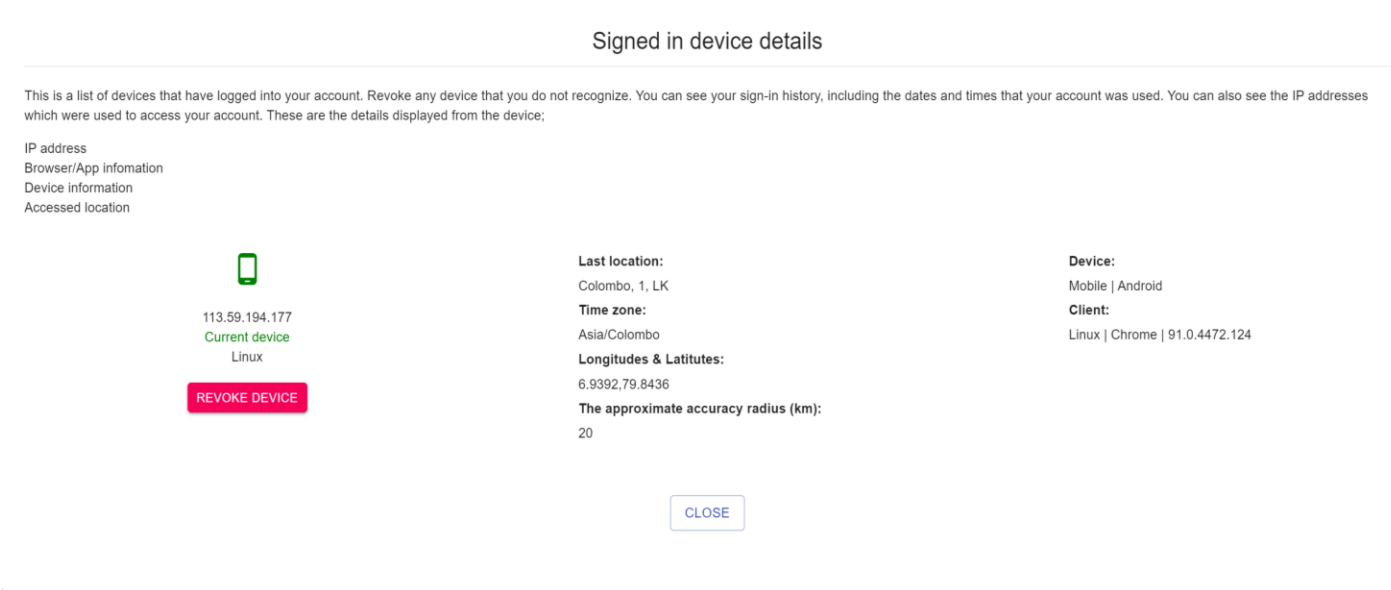 Signed in device details
This is a list of devices that have logged into your account. Revoke any device that you do not recognize. You can see your sign-in history, including the dates and times that your account was used. You can also see the IP addresses
which were used to access your account. These are the details displayed from the device;
IP address
Browser/App infomation
Device information
Accessed location
113.59.194.177
Current device
Linux
REVOKE DEVICE
Last location:
Colombo, 1, LK
Time zone:
Asia/Colombo
Longitudes & Latitutes:
6.9392,79.8436
The approximate accuracy radius (km):
20
Device:
Mobile | Android
Client:
Linux | Chrome | 91.0.4472.124
CLOSE